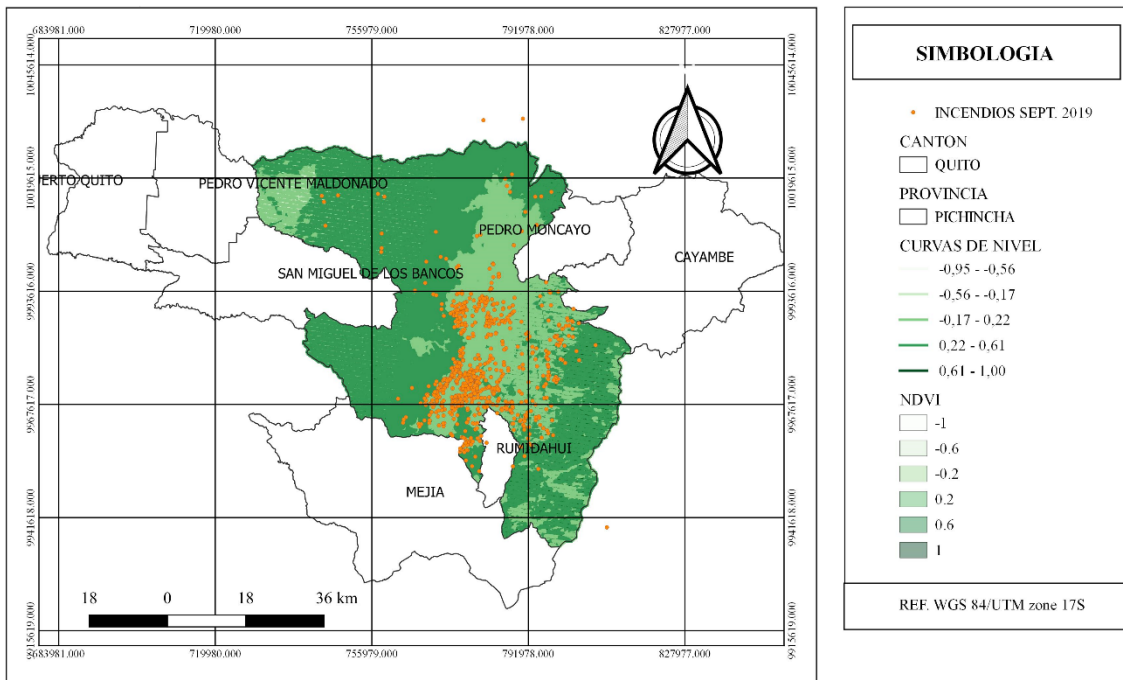 683981.000 719980.000 755979.000 791978.000 827977.000
10045614.000
10019615.000
9993616.000
9967617.000
9941618.000
9915619.000
10045614.000
10019615.000
9993616.000
9967617.000
9941618.000
9915619.000
ERTO QUITO
PEDRO VICENTE MALDONADO
PEDRO MONCAYO
CAYAMBE
SAN MIGUEL DE LOS BANCOS
RUMIÐAHUI
MEJIA
18 0 18 36 km
683981.000 719980.000 755979.000 791978.000 827977.000
SIMBOLOGIA
INCENDIOS SEPT. 2019
CANTON
QUITO
PROVINCIA
PICHINCHA
CURVAS DE NIVEL
-0,95 - -0,56
-0,56 - -0,17
-0,17 - 0,22
0,22 - 0,61
0,61 - 1,00
NDVI
-1
-0.6
-0.2
0.2
0.6
1
REF. WGS 84/UTM zone 17S